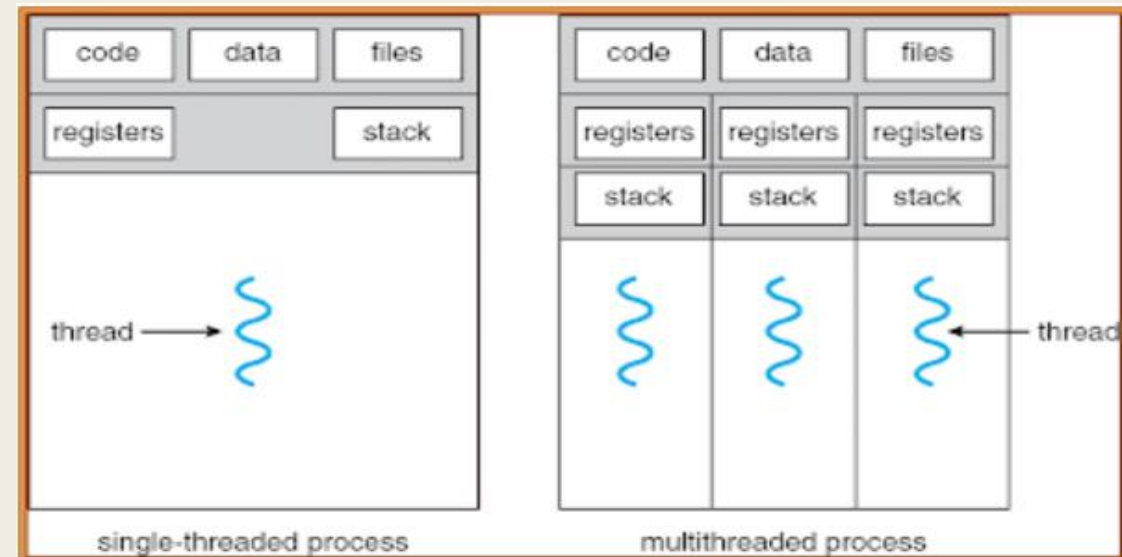 code data files code data files
registers stack registers registers registers
stack stack stack
thread thread
single-threaded process multithreaded process